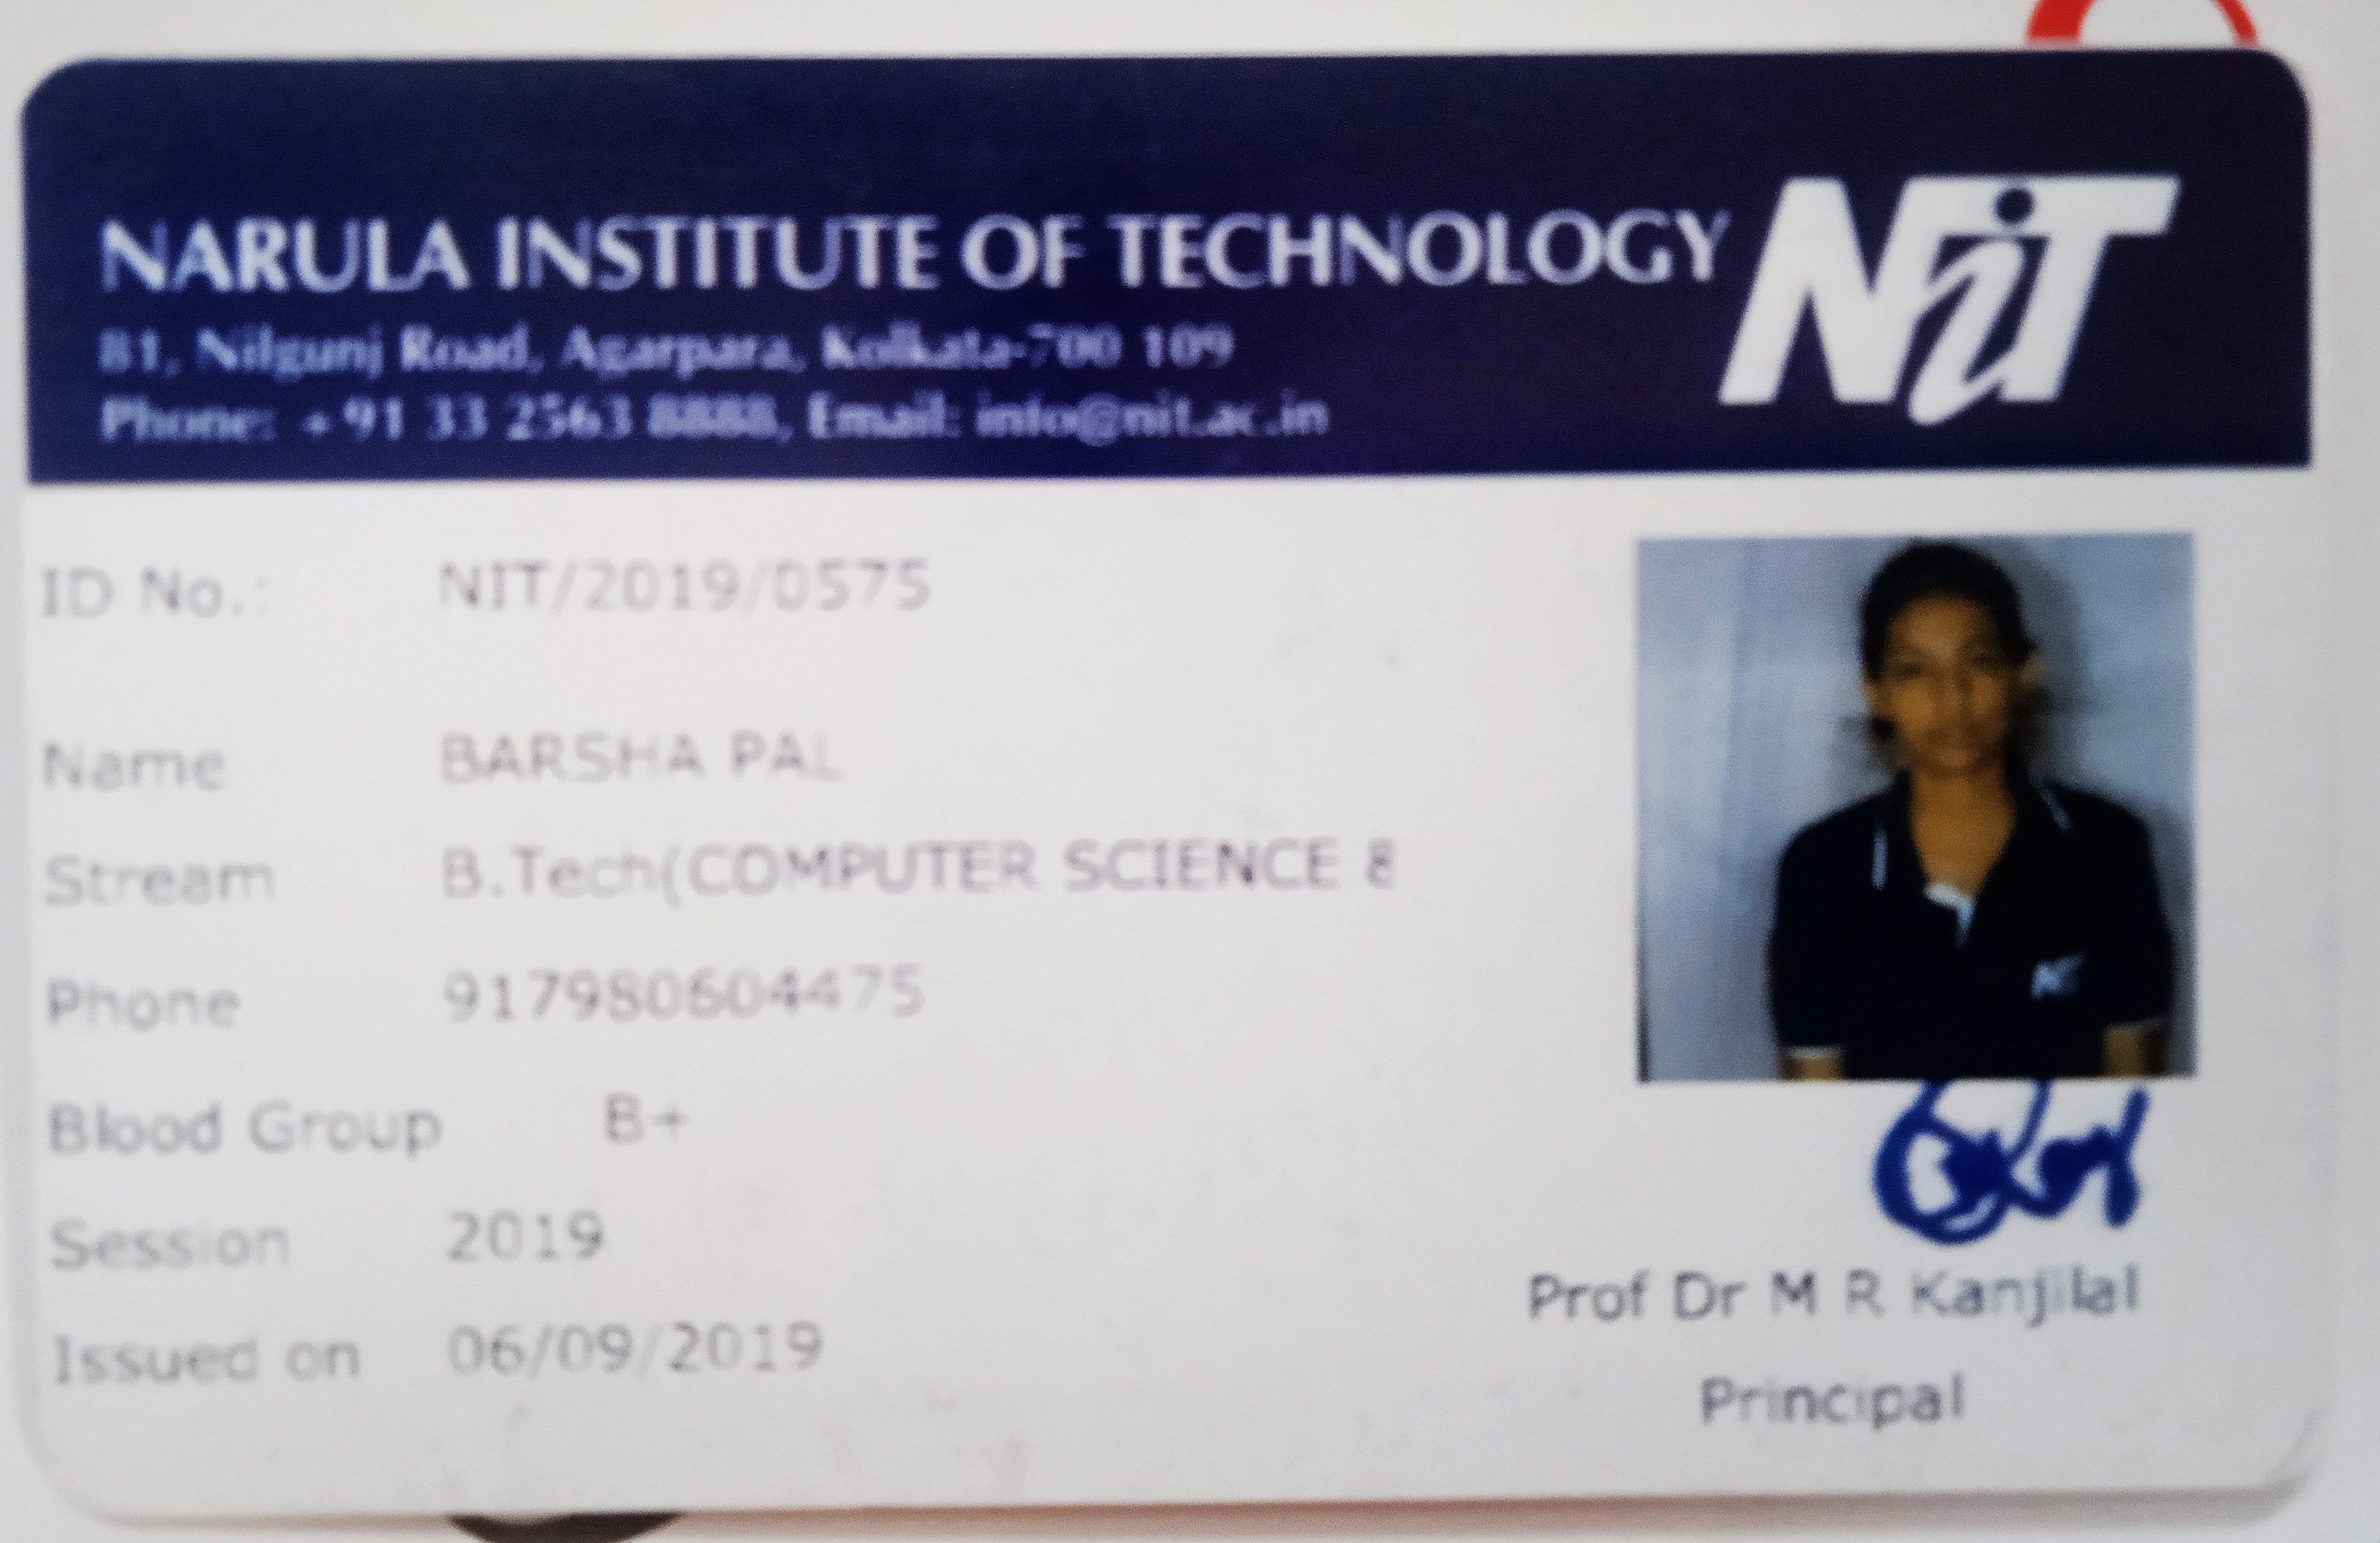 NARULA INSTITUTE OF TECHNOLOGY NiT
81, Nilgunj Road, Agarpara, Kolkata-700 109
Phone: +91 33 2563 8888, Email: info@nit.ac.in
ID No.: NIT/2019/0575
Name BARSHA PAL
Stream B.Tech(COMPUTER SCIENCE &
Phone 917980604475
Blood Group B+
Session 2019
Issued on 06/09/2019
Prof Dr M R Kanjilal
Principal